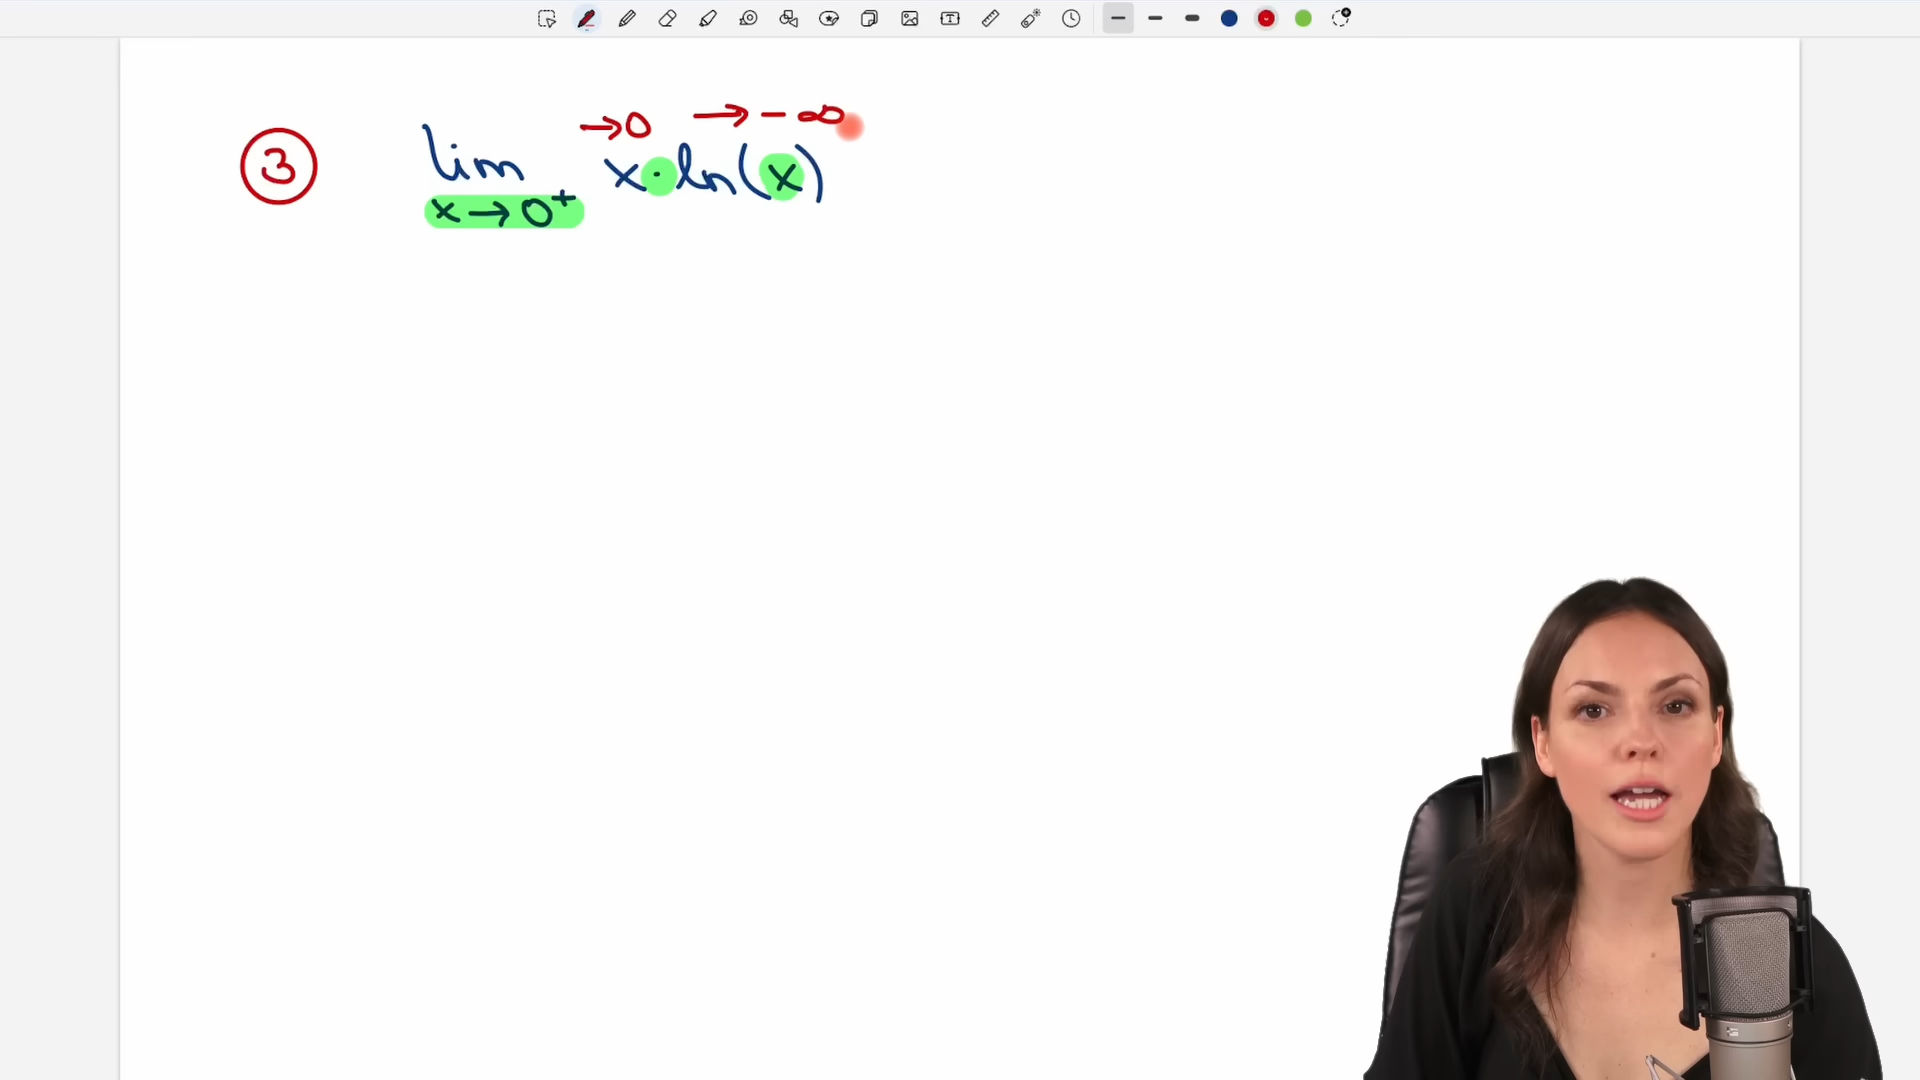 →0 → - ∞
③ lim x · ln(x)
x → 0⁺